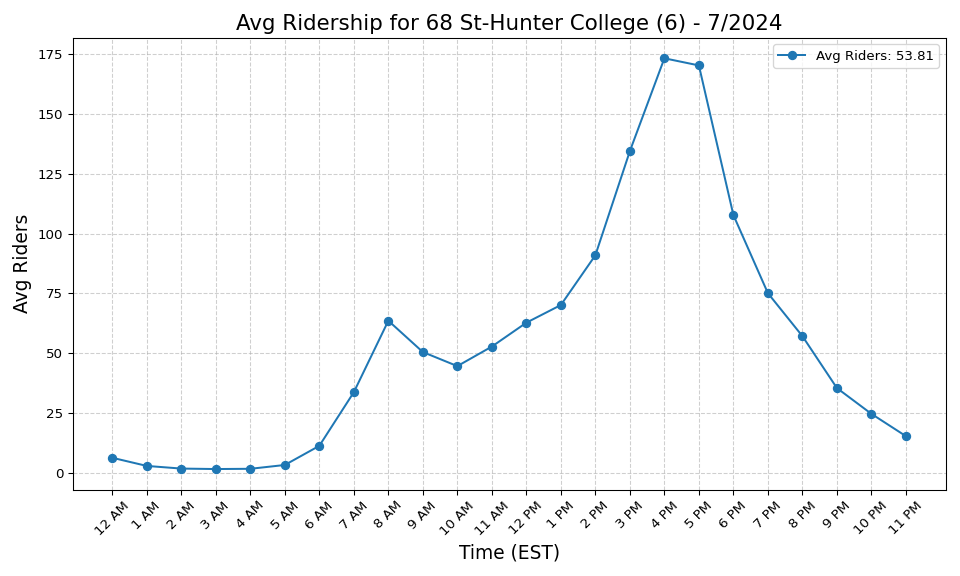 Avg Ridership for 68 St-Hunter College (6) - 7/2024
Avg Riders: 53.81
175
150
125
100
75
50
25
0
Avg Riders
12 AM
1 AM
2 AM
3 AM
4 AM
5 AM
6 AM
7 AM
8 AM
9 AM
10 AM
11 AM
12 PM
1 PM
2 PM
3 PM
4 PM
5 PM
6 PM
7 PM
8 PM
9 PM
10 PM
11 PM
Time (EST)